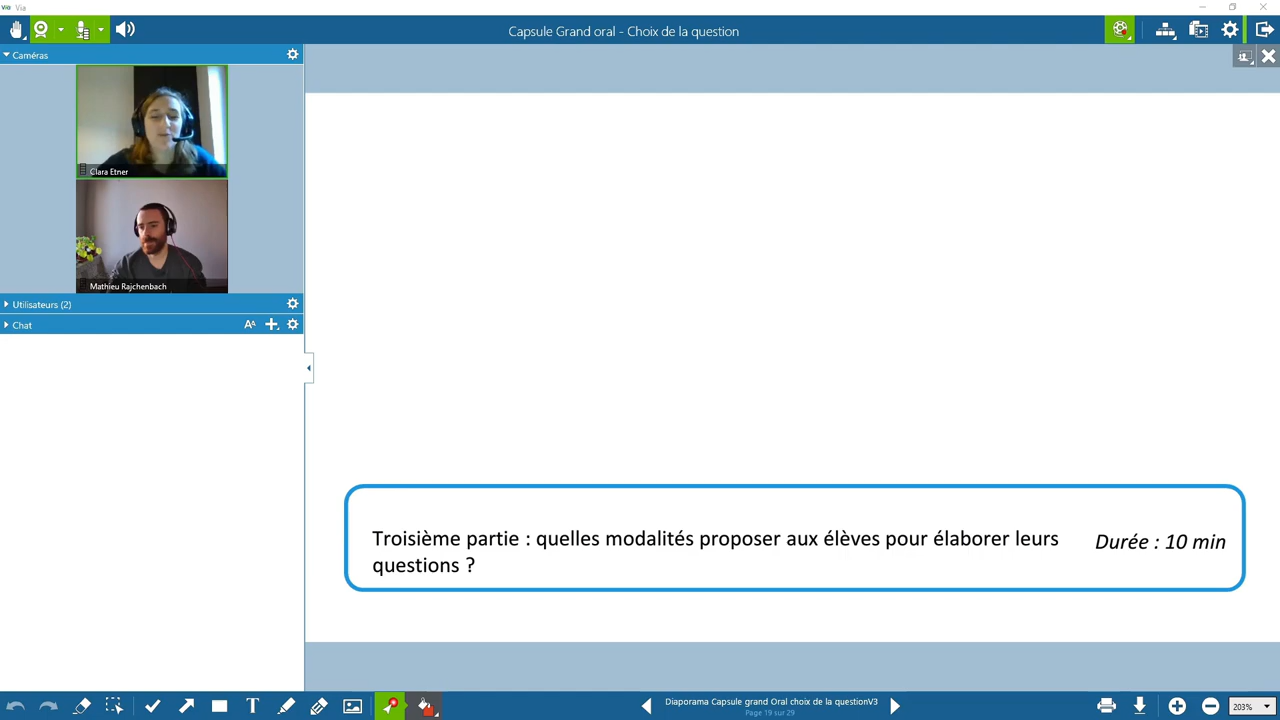 Via
Via
Capsule Grand oral - Choix de la question
Caméras
Clara Etner
Mathieu Rajchenbach
Utilisateurs (2)
Chat
AA
Troisième partie : quelles modalités proposer aux élèves pour élaborer leurs
questions ?
Durée : 10 min
T
Diaporama Capsule grand Oral choix de la questionV3
Page 19 sur 29
203%